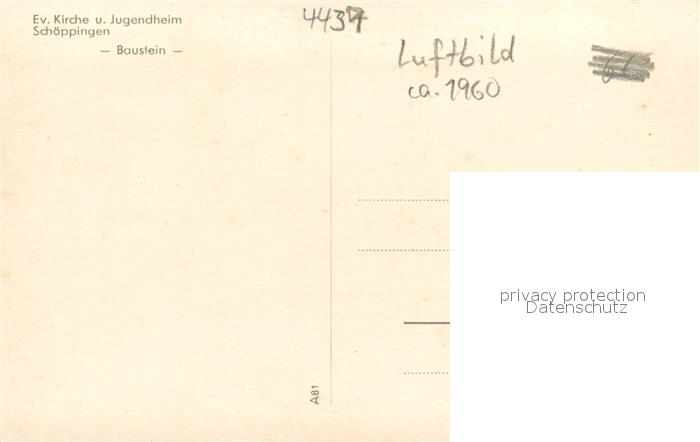 Ev. Kirche u. Jugendheim
Schöppingen
— Baustein —
4437
Luftbild
ca. 1960
privacy protection
Datenschutz
A81